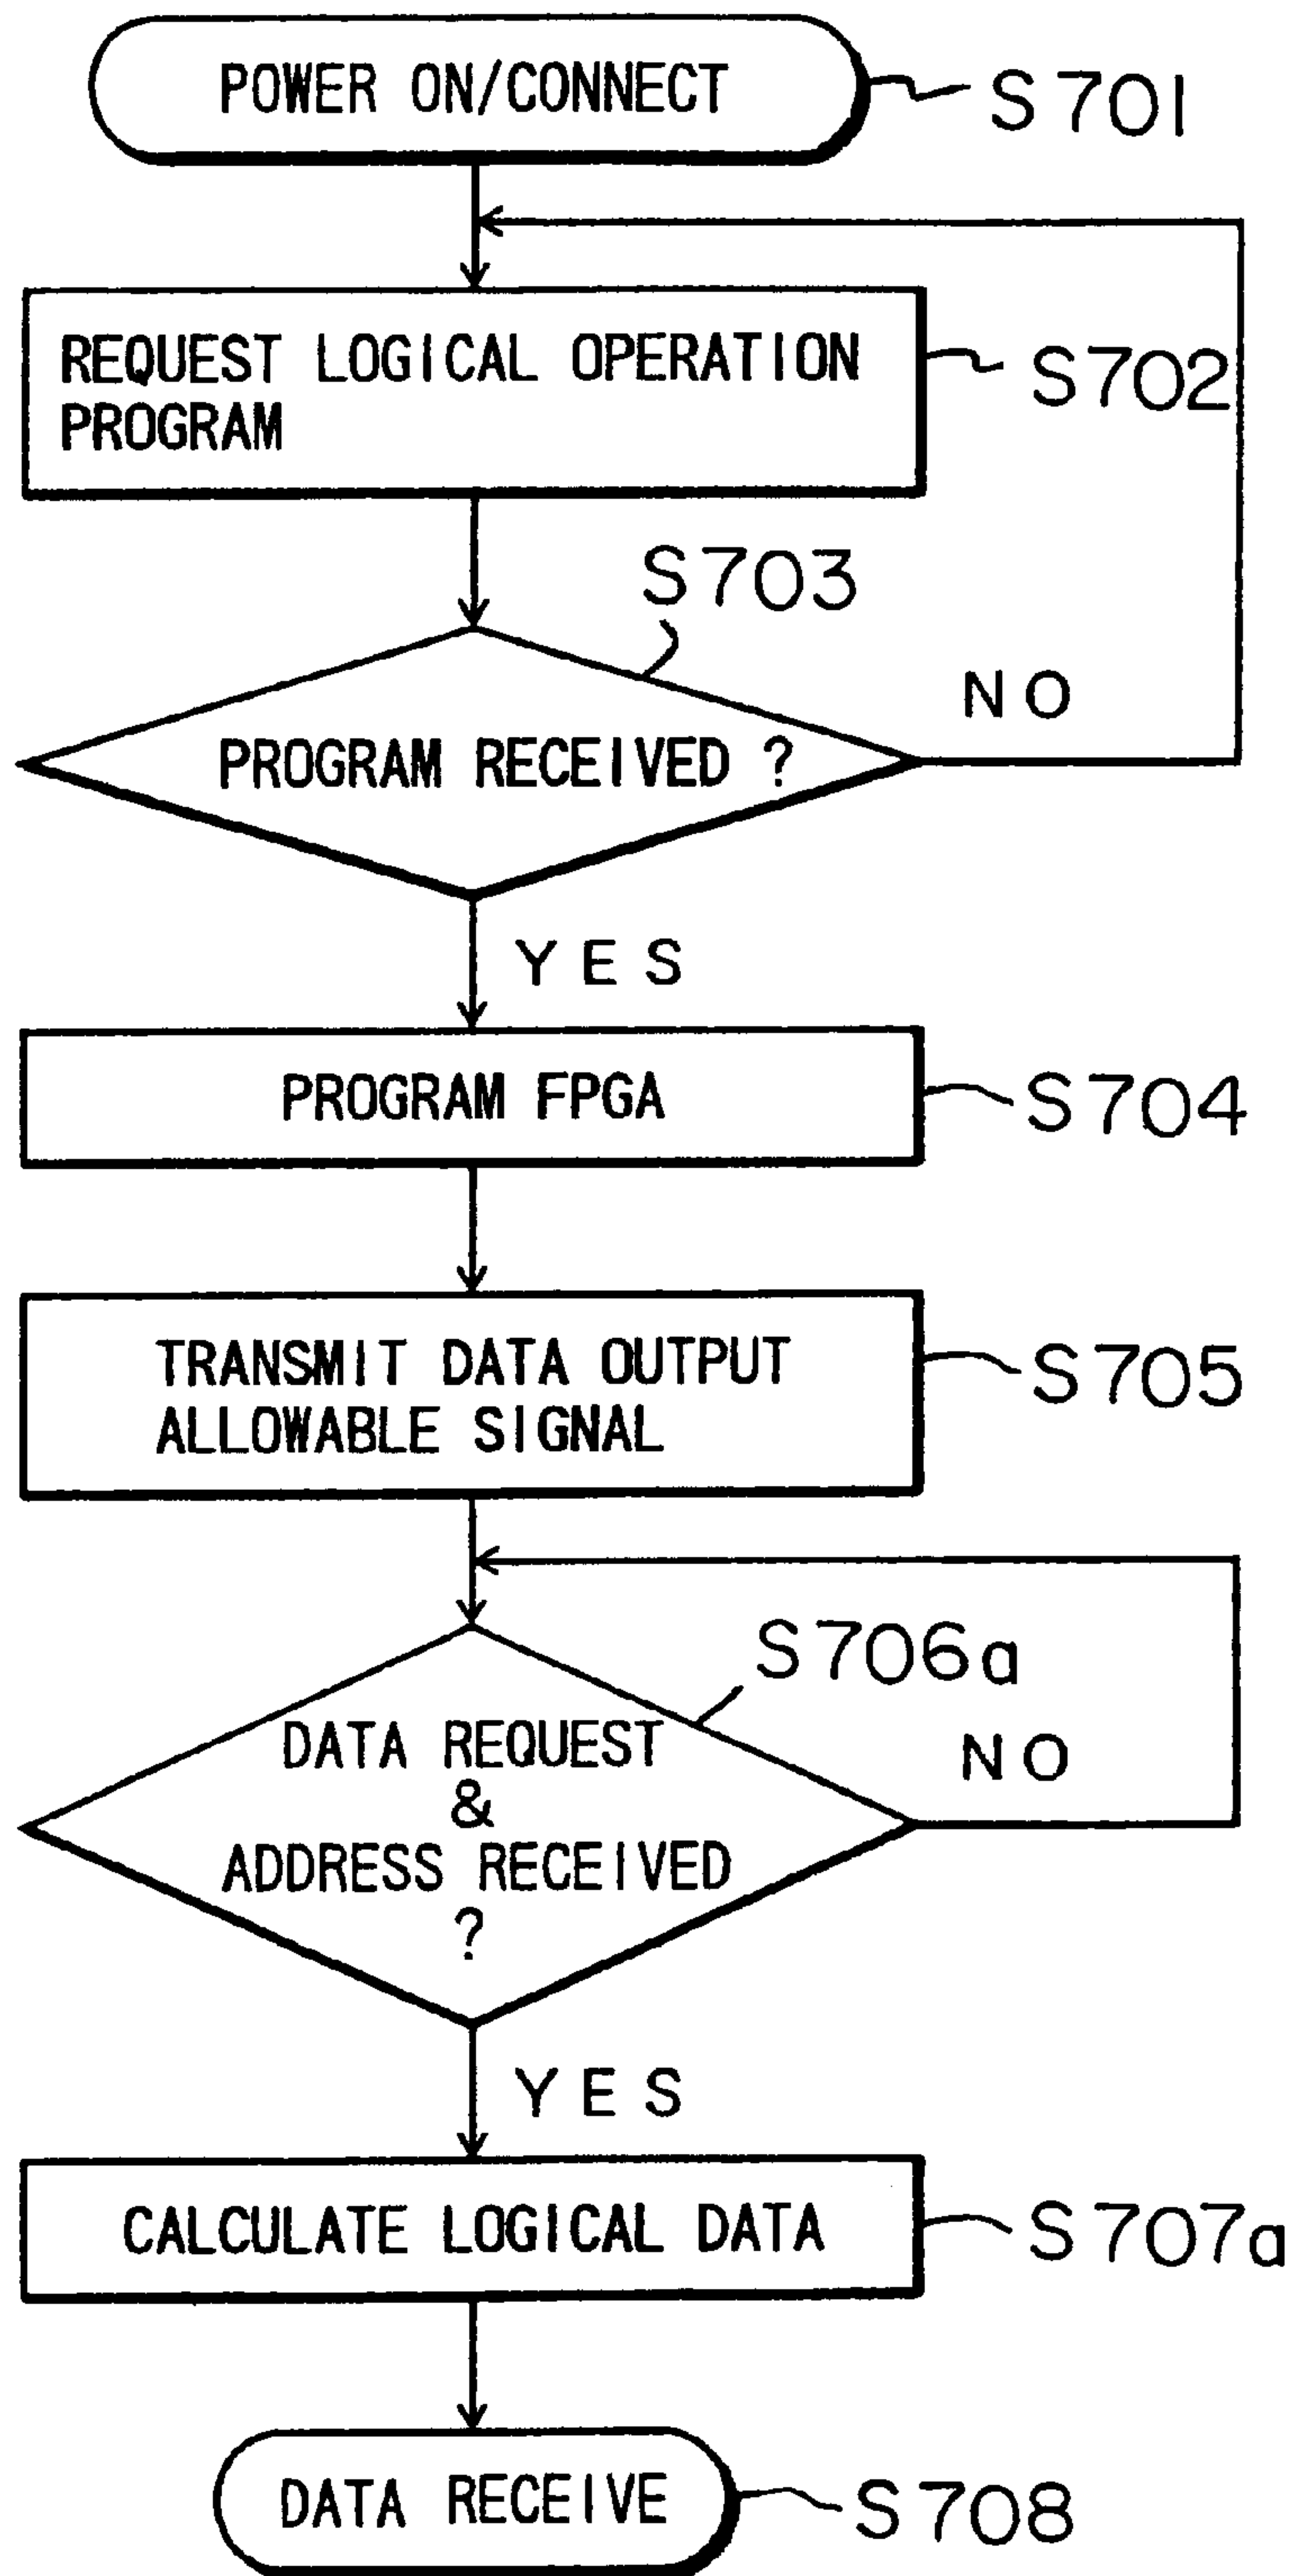 POWER ON/CONNECT
S701
REQUEST LOGICAL OPERATION
PROGRAM
S702
S703
PROGRAM RECEIVED ?
NO
YES
PROGRAM FPGA
S704
TRANSMIT DATA OUTPUT
ALLOWABLE SIGNAL
S705
S706a
DATA REQUEST
&
ADDRESS RECEIVED
?
NO
YES
CALCULATE LOGICAL DATA
S707a
DATA RECEIVE
S708